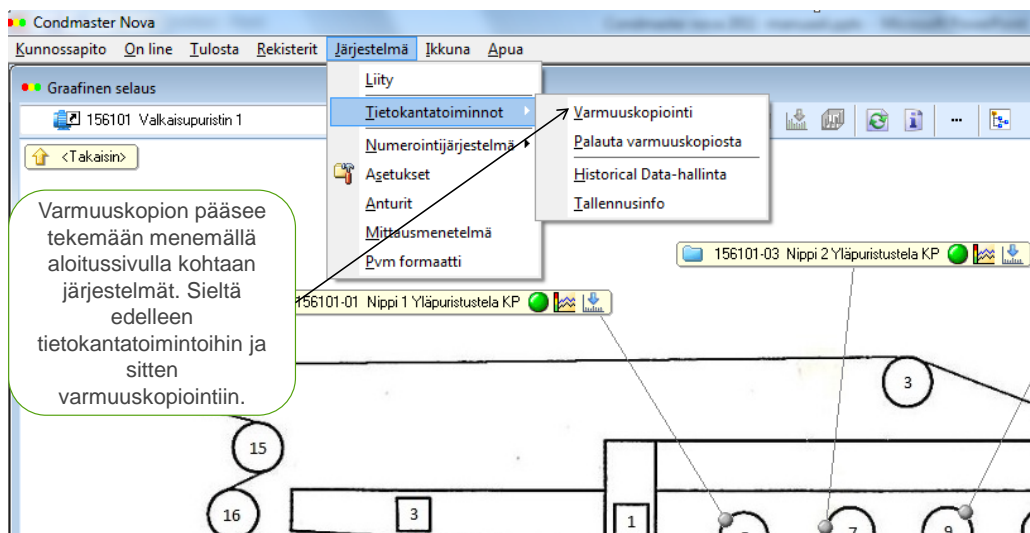 Condmaster Nova
Kunnossapito On line Tulosta Rekisterit Järjestelmä Ikkuna Apua
Graafinen selaus
156101 Valkaisupuristin 1
<Takaisin>
Liity
Tietokantatoiminnot
Numerointijärjestelmä
Asetukset
Anturit
Mittausmenetelmä
Pvm formaatti
Varmuuskopiointi
Palauta varmuuskopiosta
Historical Data-hallinta
Tallennusinfo
Varmuuskopion pääsee
tekemään menemällä
aloitussivulla kohtaan
järjestelmät. Sieltä
edelleen
tietokantatoimintoihin ja
sitten
varmuuskopiointiin.
156101-03 Nippi 2 Yläpuristustela KP
156101-01 Nippi 1 Yläpuristustela KP
3
15
16
3
1
7
9